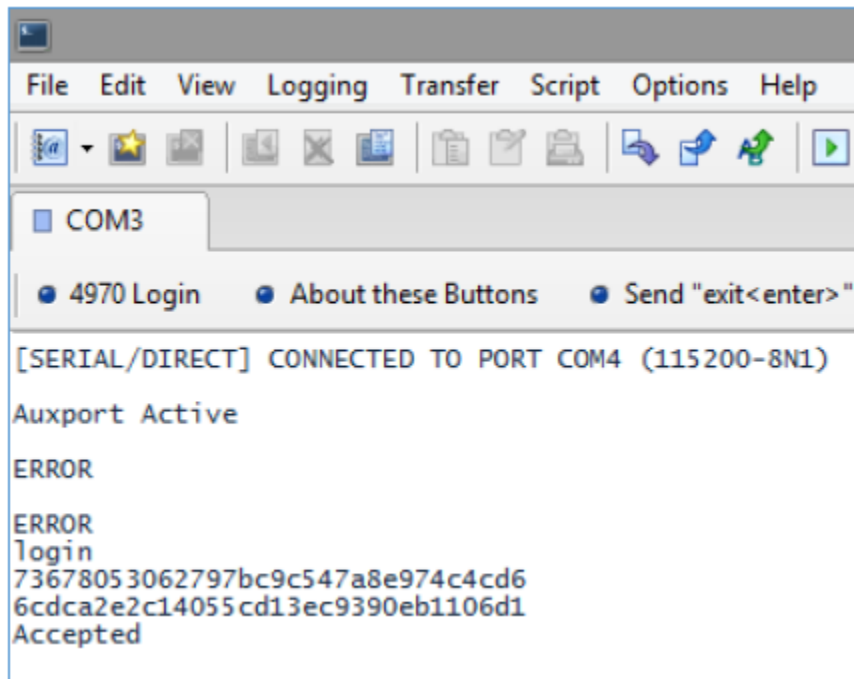 File Edit View Logging Transfer Script Options Help
COM3
4970 Login About these Buttons Send "exit<enter>"
[SERIAL/DIRECT] CONNECTED TO PORT COM4 (115200-8N1)
Auxport Active
ERROR
ERROR
login
73678053062797bc9c547a8e974c4cd6
6cdca2e2c14055cd13ec9390eb1106d1
Accepted